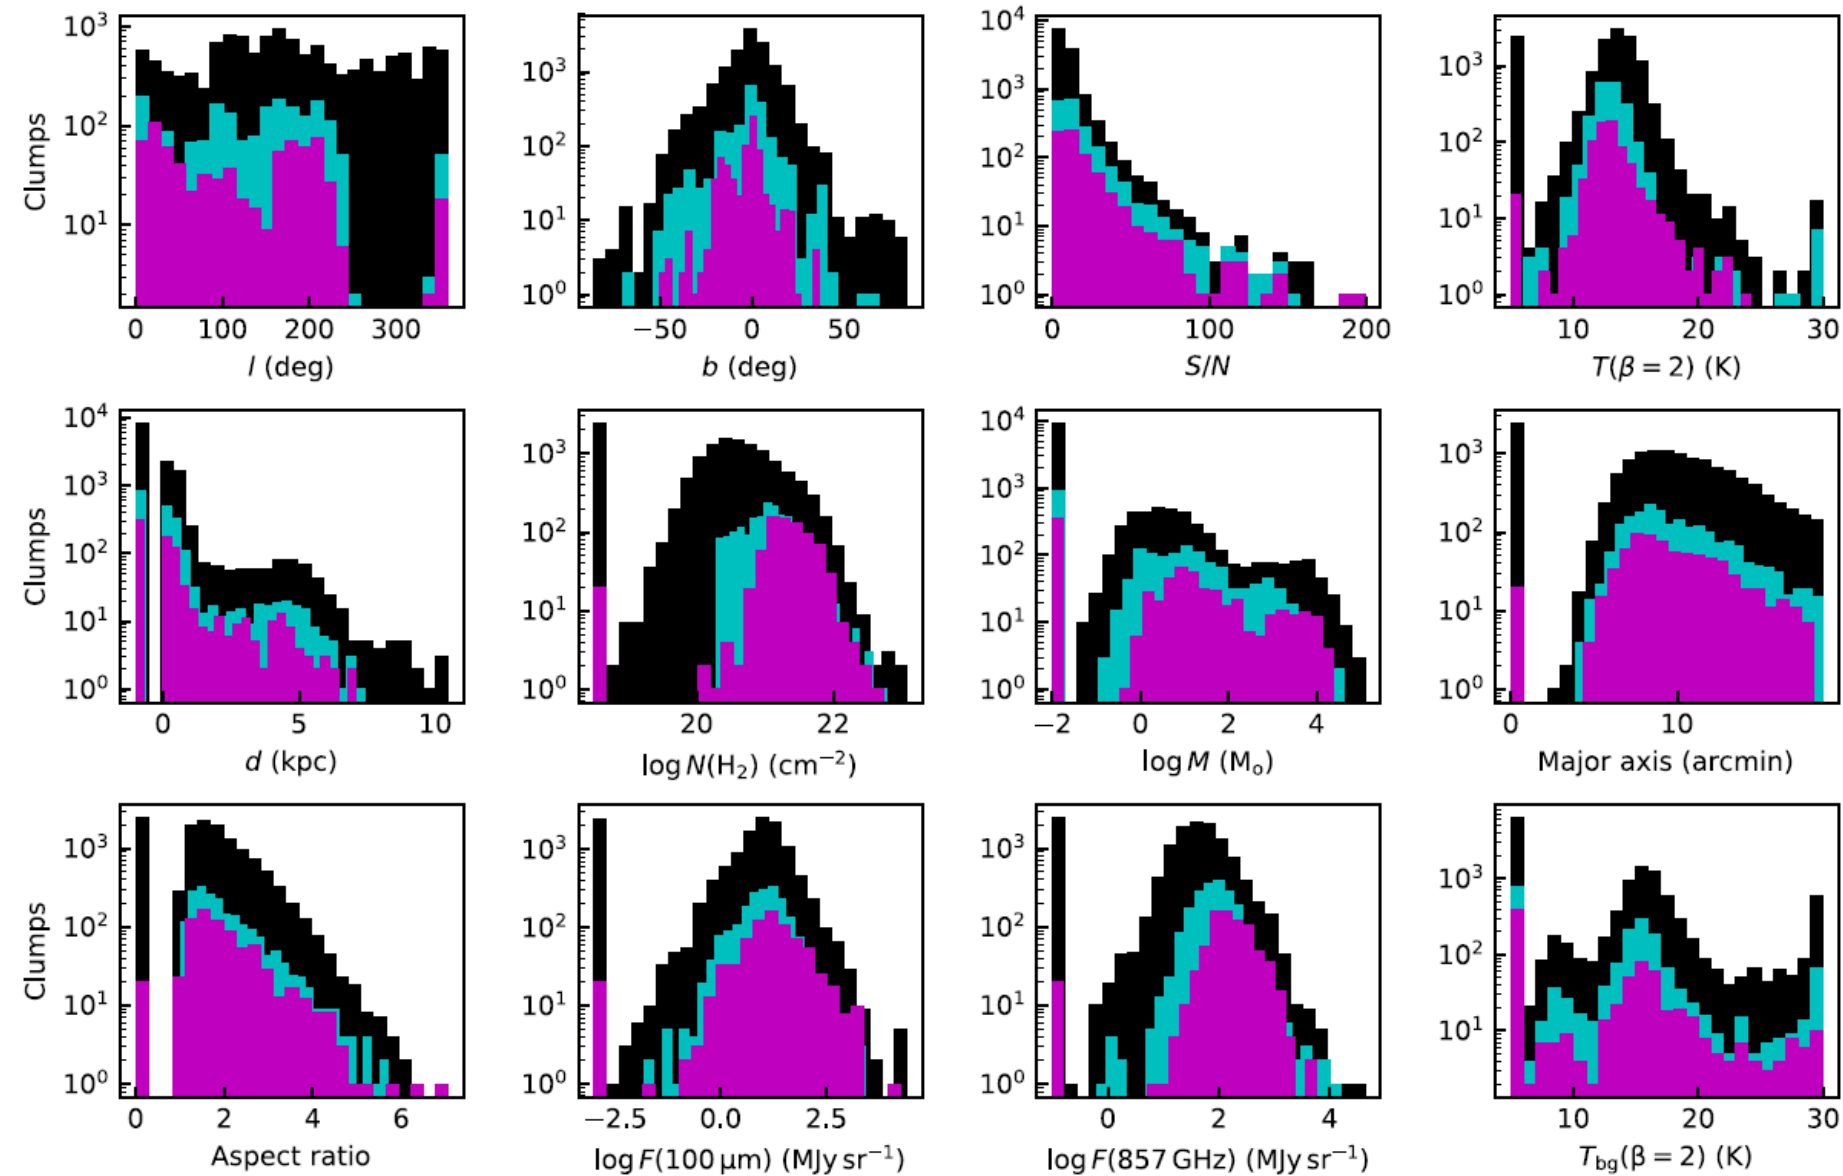 10³
10²
10¹
Clumps
0 100 200 300
l (deg)
10³
10²
10¹
10⁰
−50 0 50
b (deg)
10⁴
10³
10²
10¹
10⁰
0 100 200
S/N
10³
10²
10¹
10⁰
10 20 30
T(β = 2) (K)
10⁴
10³
10²
10¹
10⁰
Clumps
0 5 10
d (kpc)
10³
10²
10¹
10⁰
20 22
log N(H₂) (cm⁻²)
10⁴
10³
10²
10¹
10⁰
−2 0 2 4
log M (Mₒ)
10³
10²
10¹
10⁰
0 10
Major axis (arcmin)
10³
10²
10¹
10⁰
Clumps
0 2 4 6
Aspect ratio
10³
10²
10¹
10⁰
−2.5 0.0 2.5
log F(100 μm) (MJy sr⁻¹)
10³
10²
10¹
10⁰
0 2 4
log F(857 GHz) (MJy sr⁻¹)
10³
10²
10¹
10 20 30
T_bg(β = 2) (K)